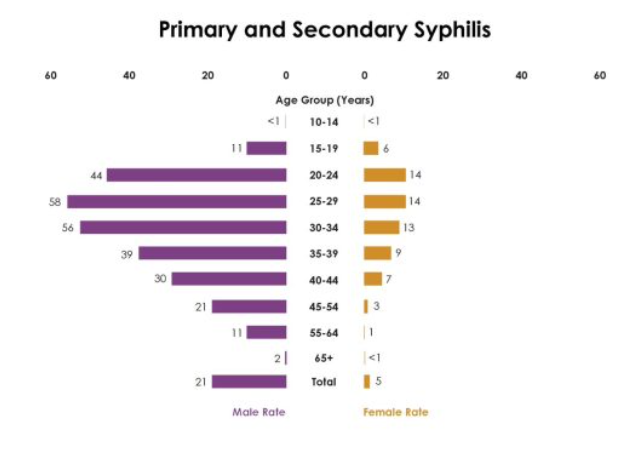 Primary and Secondary Syphilis
60 40 20 0 0 20 40 60
Age Group (Years)
<1 10-14 <1
11 15-19 6
44 20-24 14
58 25-29 14
56 30-34 13
39 35-39 9
30 40-44 7
21 45-54 3
11 55-64 1
2 65+ <1
21 Total 5
Male Rate Female Rate